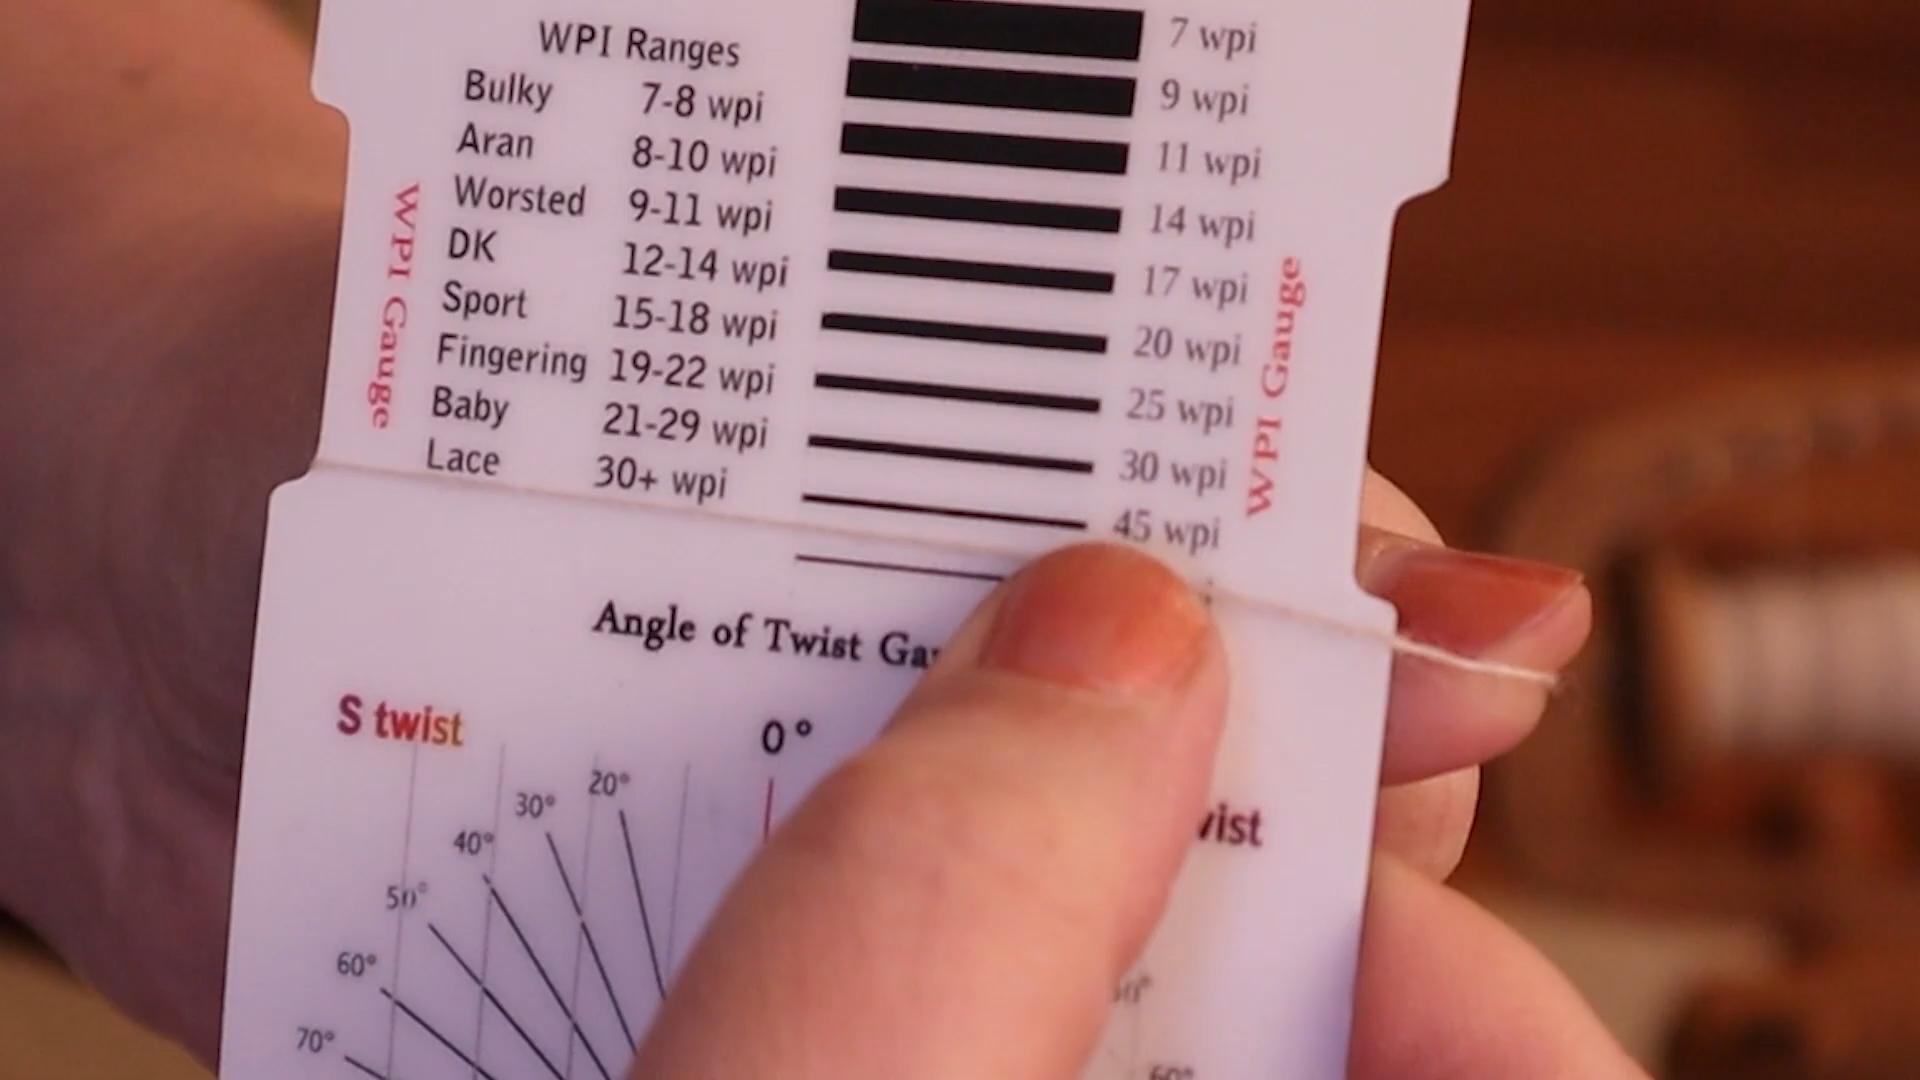 WPI Ranges
Bulky 7-8 wpi
Aran 8-10 wpi
Worsted 9-11 wpi
DK 12-14 wpi
Sport 15-18 wpi
Fingering 19-22 wpi
Baby 21-29 wpi
Lace 30+ wpi
7 wpi
9 wpi
11 wpi
14 wpi
17 wpi
20 wpi
25 wpi
30 wpi
45 wpi
WPI Gauge
WPI Gauge
Angle of Twist
S twist
0°
20°
30°
40°
50°
60°
70°
60°